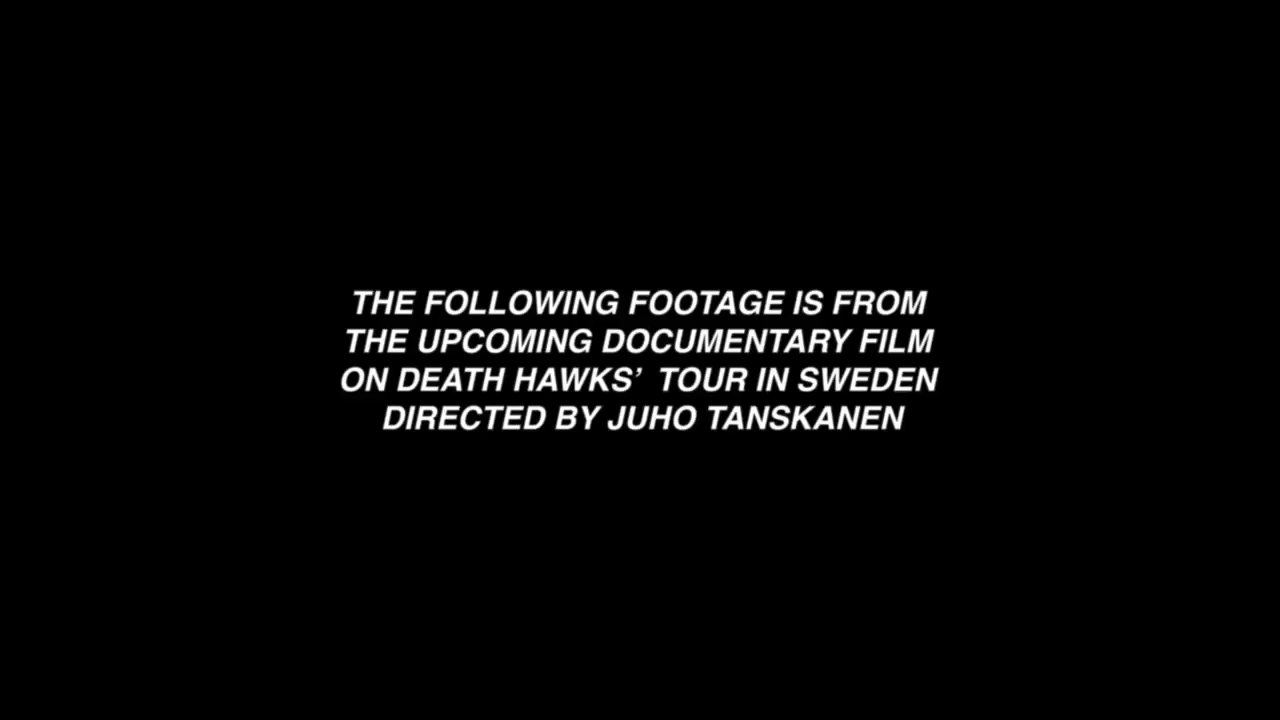 THE FOLLOWING FOOTAGE IS FROM
THE UPCOMING DOCUMENTARY FILM
ON DEATH HAWKS’ TOUR IN SWEDEN
DIRECTED BY JUHO TANSKANEN